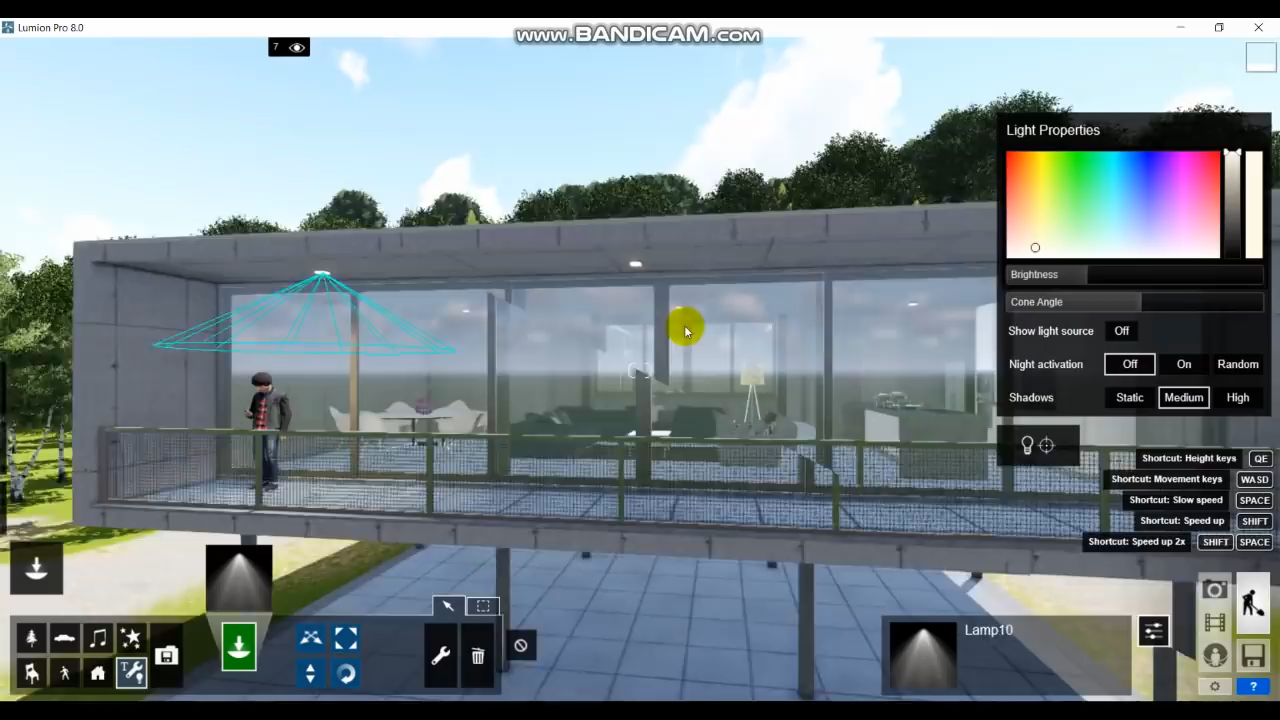 Lumion Pro 8.0
www.BANDICAM.com
7
Light Properties
Brightness
Cone Angle
Show light source Off
Night activation Off On Random
Shadows Static Medium High
Shortcut: Height keys QE
Shortcut: Movement keys WASD
Shortcut: Slow speed SPACE
Shortcut: Speed up SHIFT
Shortcut: Speed up 2x SHIFT SPACE
Lamp10
T
?